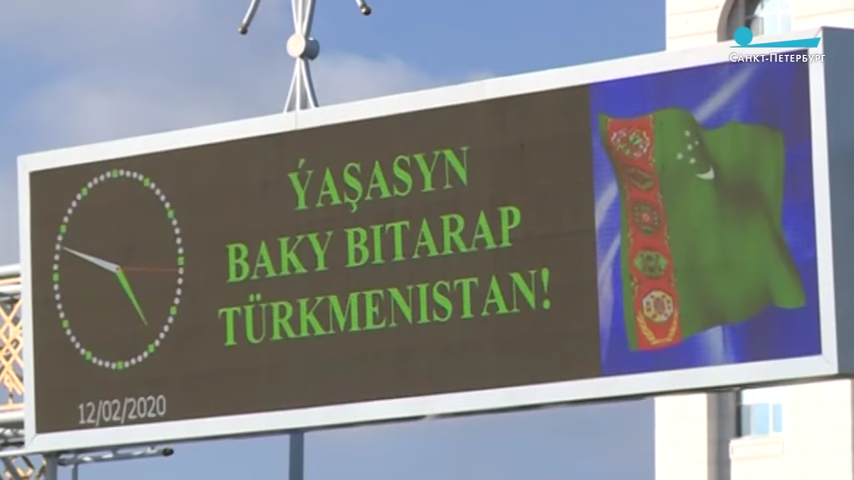 САНКТ-ПЕТЕРБУРГ
ÝAŞASYN
BAKY BITARAP
TÜRKMENISTAN!
12/02/2020